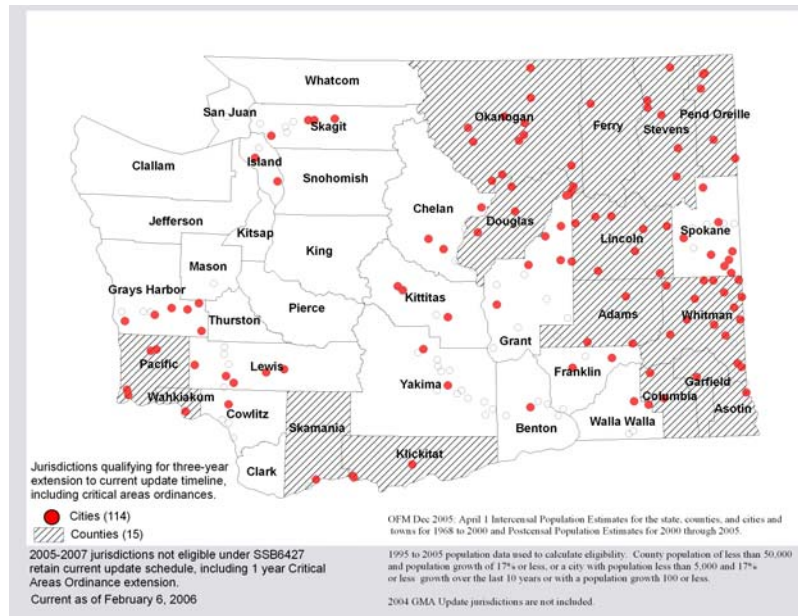 Whatcom
San Juan
Skagit
Okanogan
Ferry
Stevens
Pend Oreille
Island
Clallam
Snohomish
Chelan
Jefferson
Kitsap
King
Douglas
Spokane
Lincoln
Mason
Grays Harbor
Kittitas
Pierce
Thurston
Grant
Adams
Whitman
Pacific
Lewis
Yakima
Franklin
Garfield
Columbia
Wahkiakum
Cowlitz
Asotin
Skamania
Benton
Walla Walla
Klickitat
Clark
Jurisdictions qualifying for three-year
extension to current update timeline,
including critical areas ordinances.
Cities (114)
Counties (15)
2005-2007 jurisdictions not eligible under SSB6427
retain current update schedule, including 1 year Critical
Areas Ordinance extension.
Current as of February 6, 2006
OFM Dec 2005: April 1 Intercensal Population Estimates for the state, counties, and cities and
towns for 1968 to 2000 and Postcensal Population Estimates for 2000 through 2005.
1995 to 2005 population data used to calculate eligibility. County population of less than 50,000
and population growth of 17% or less, or a city with population less than 5,000 and 17%
or less growth over the last 10 years or with a population growth 100 or less.
2004 GMA Update jurisdictions are not included.